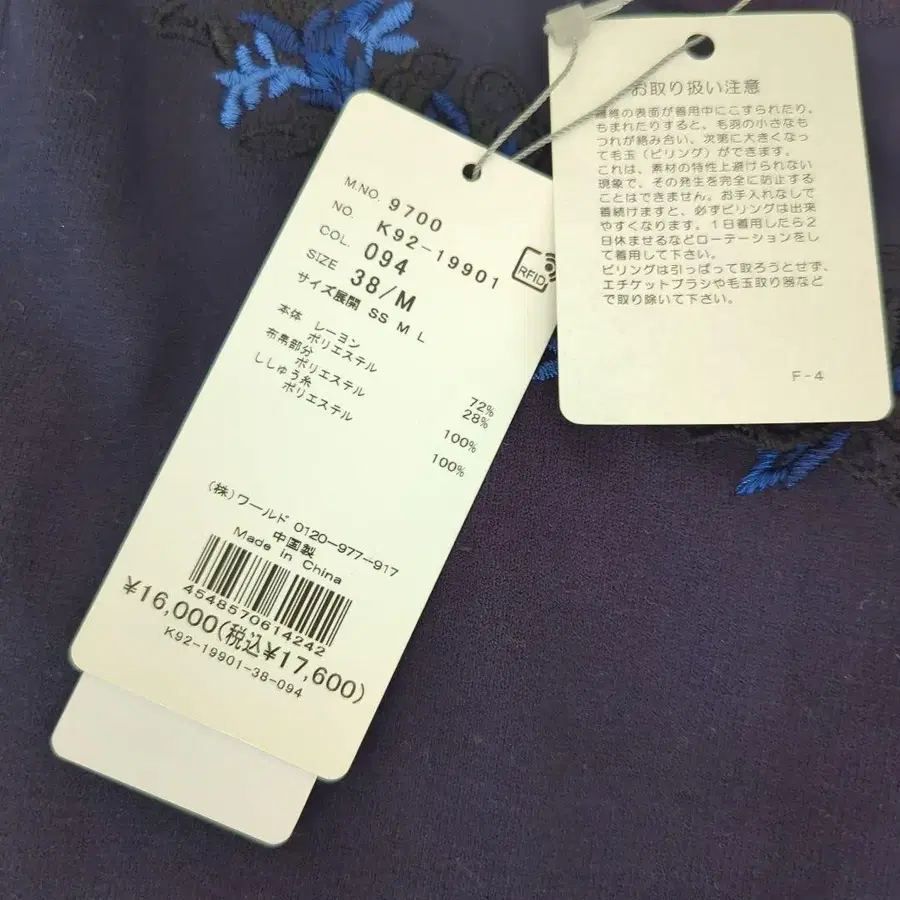 M.NO. 9700
NO. K92-19901
COL. 094
SIZE 38/M
サイズ展開 SS M L
RFID
本体 レーヨン 72%
ポリエステル 28%
布帛部分
ポリエステル 100%
ししゅう糸
ポリエステル 100%
(株)ワールド 0120-977-917
中国製
Made in China
4548570614242
¥16,000(税込¥17,600)
K92-19901-38-094
お取り扱い注意
繊維の表面が着用中にこすられたり、
もまれたりすると、毛羽の小さなも
つれが絡み合い、次第に大きくなっ
て毛玉(ピリング)ができます。
これは、素材の特性上避けられない
現象で、その発生を完全に防止する
ことはできません。お手入れなしで
着続けますと、必ずピリングは出来
やすくなります。1日着用したら2
日休ませるなどローテーションをし
て着用して下さい。
ピリングは引っぱって取ろうとせず、
エチケットブラシや毛玉取り器など
で取り除いて下さい。
F-4